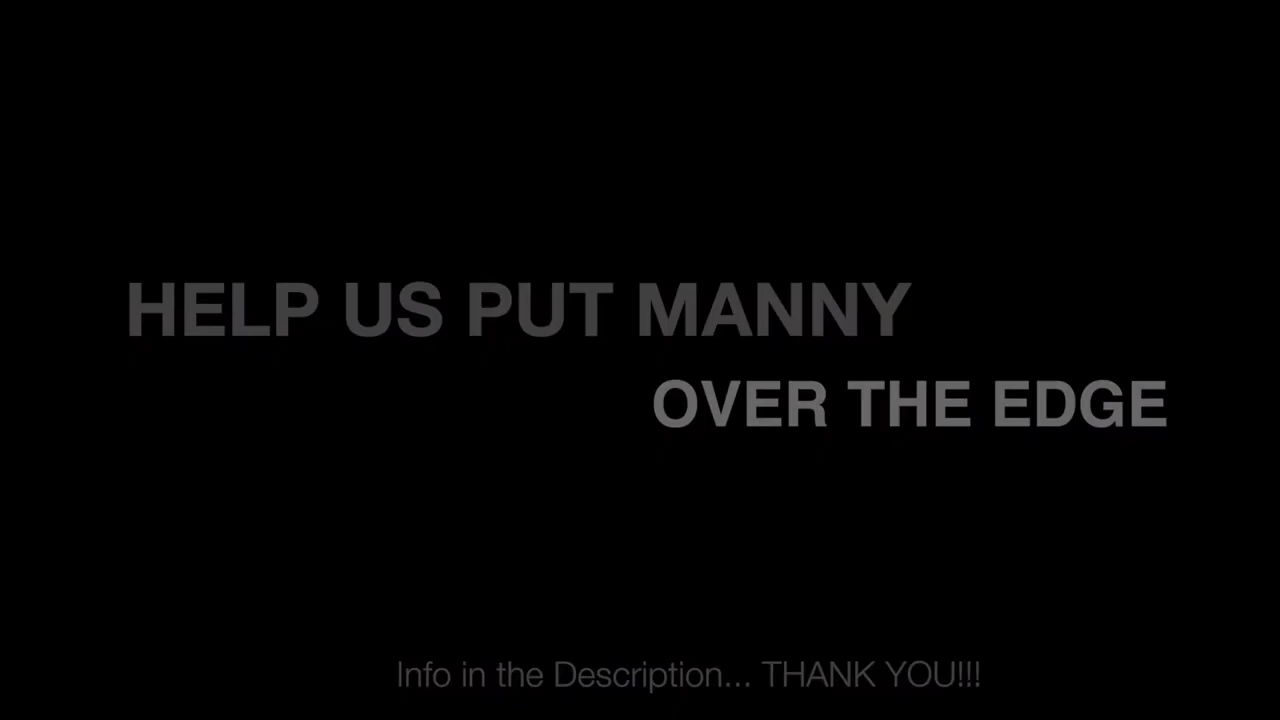 HELP US PUT MANNY
OVER THE EDGE
Info in the Description... THANK YOU!!!